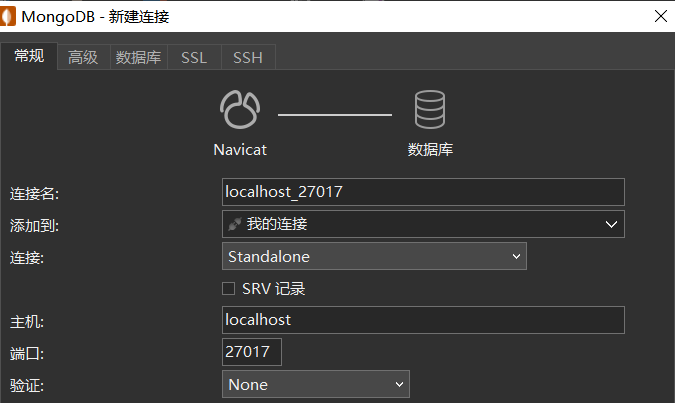 MongoDB - 新建连接
常规 高级 数据库 SSL SSH
Navicat 数据库
连接名: localhost_27017
添加到: 我的连接
连接: Standalone
SRV 记录
主机: localhost
端口: 27017
验证: None